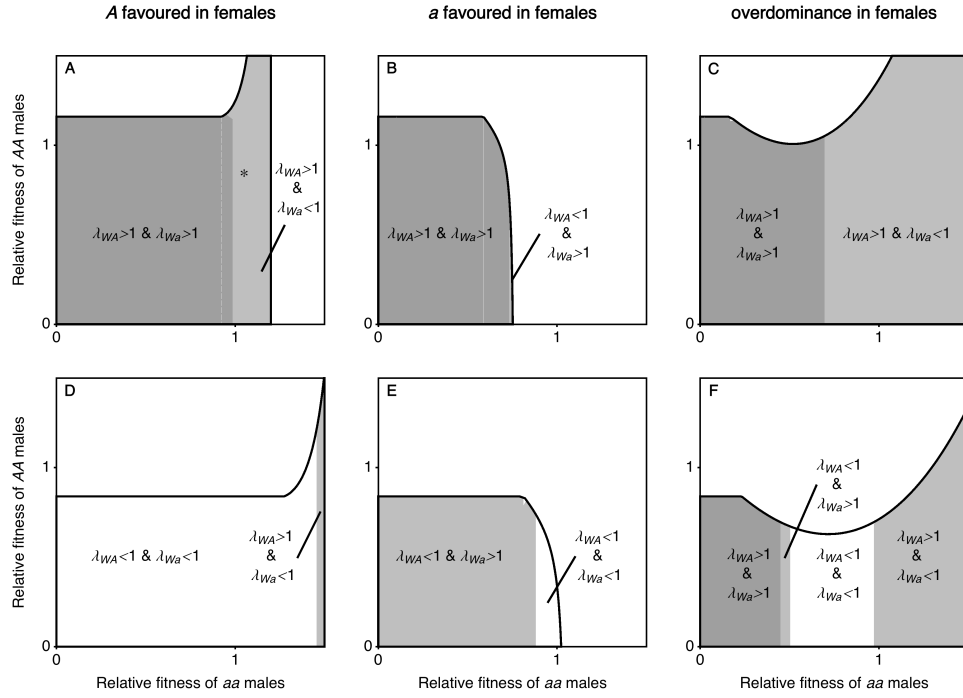 A favoured in females
a favoured in females
overdominance in females
A
B
C
Relative fitness of AA males
1
0
0
1
λWA>1 & λWa>1
*
λWA>1
&
λWa<1
1
0
0
1
λWA>1 & λWa>1
λWA<1
&
λWa>1
1
0
0
1
λWA>1
&
λWa>1
λWA>1 & λWa<1
D
E
F
Relative fitness of AA males
1
0
0
1
λWA<1 & λWa<1
λWA>1
&
λWa<1
Relative fitness of aa males
1
0
0
1
λWA<1 & λWa>1
λWA<1
&
λWa<1
Relative fitness of aa males
1
0
0
1
λWA<1
&
λWa>1
λWA>1
&
λWa>1
λWA<1
&
λWa<1
λWA>1
&
λWa<1
Relative fitness of aa males